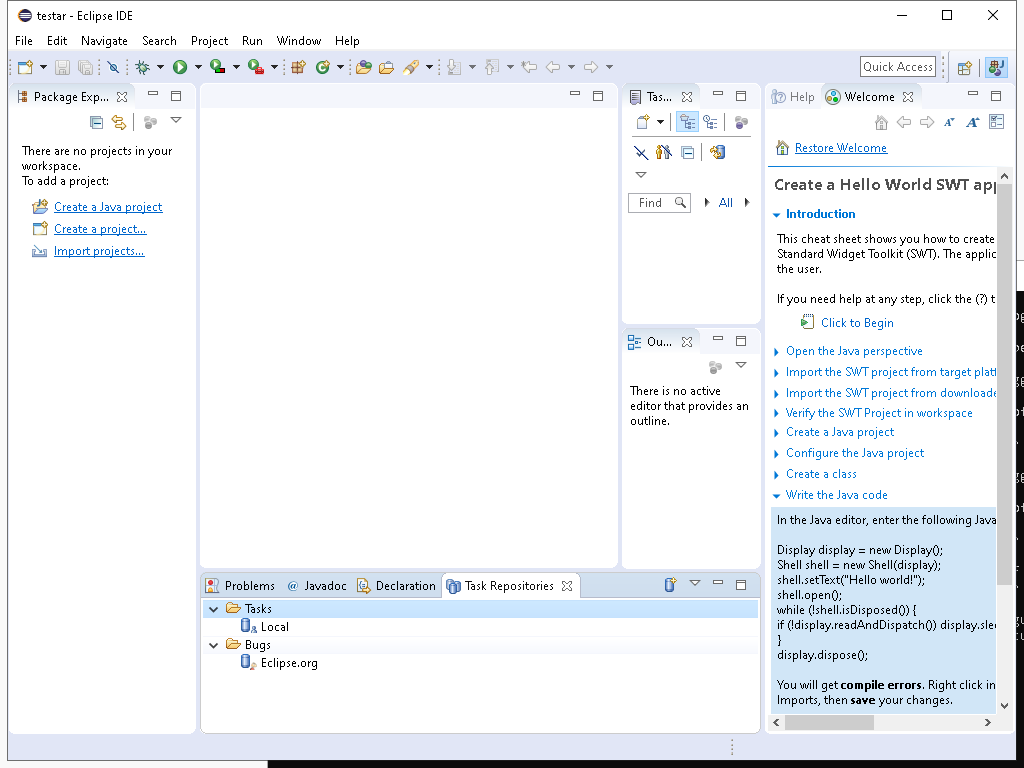 testar - Eclipse IDE
File Edit Navigate Search Project Run Window Help
Quick Access
Package Exp...
There are no projects in your
workspace.
To add a project:
Create a Java project
Create a project...
Import projects...
Tas...
Find
All
Ou...
There is no active
editor that provides an
outline.
Help
Welcome
Restore Welcome
Create a Hello World SWT app
Introduction
This cheat sheet shows you how to create
Standard Widget Toolkit (SWT). The applic
the user.
If you need help at any step, click the (?) t
Click to Begin
Open the Java perspective
Import the SWT project from target platf
Import the SWT project from downloade
Verify the SWT Project in workspace
Create a Java project
Configure the Java project
Create a class
Write the Java code
In the Java editor, enter the following Java
Display display = new Display();
Shell shell = new Shell(display);
shell.setText("Hello world!");
shell.open();
while (!shell.isDisposed()) {
if (!display.readAndDispatch()) display.slee
}
display.dispose();
You will get compile errors. Right click in
Imports, then save your changes.
Problems
@ Javadoc
Declaration
Task Repositories
Tasks
Local
Bugs
Eclipse.org